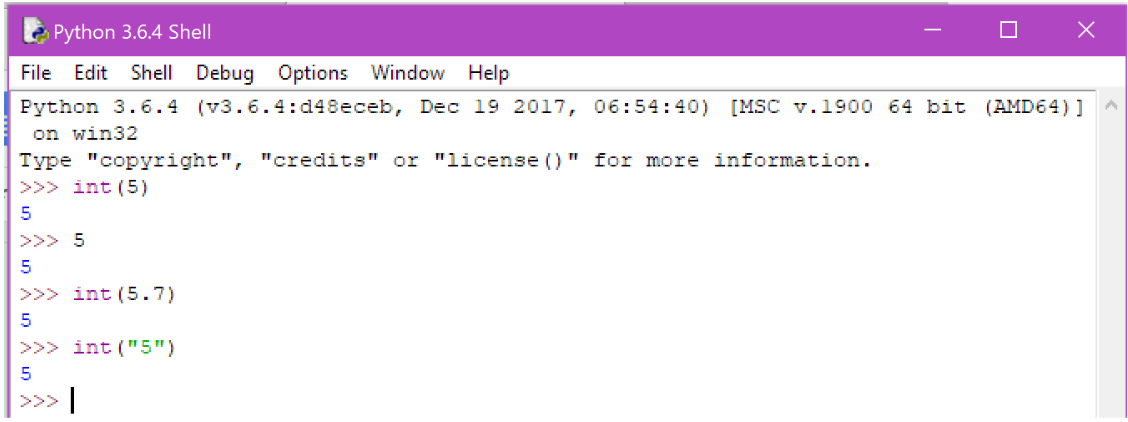 Python 3.6.4 Shell
File Edit Shell Debug Options Window Help
Python 3.6.4 (v3.6.4:d48eceb, Dec 19 2017, 06:54:40) [MSC v.1900 64 bit (AMD64)]
 on win32
Type "copyright", "credits" or "license()" for more information.
>>> int(5)
5
>>> 5
5
>>> int(5.7)
5
>>> int("5")
5
>>>